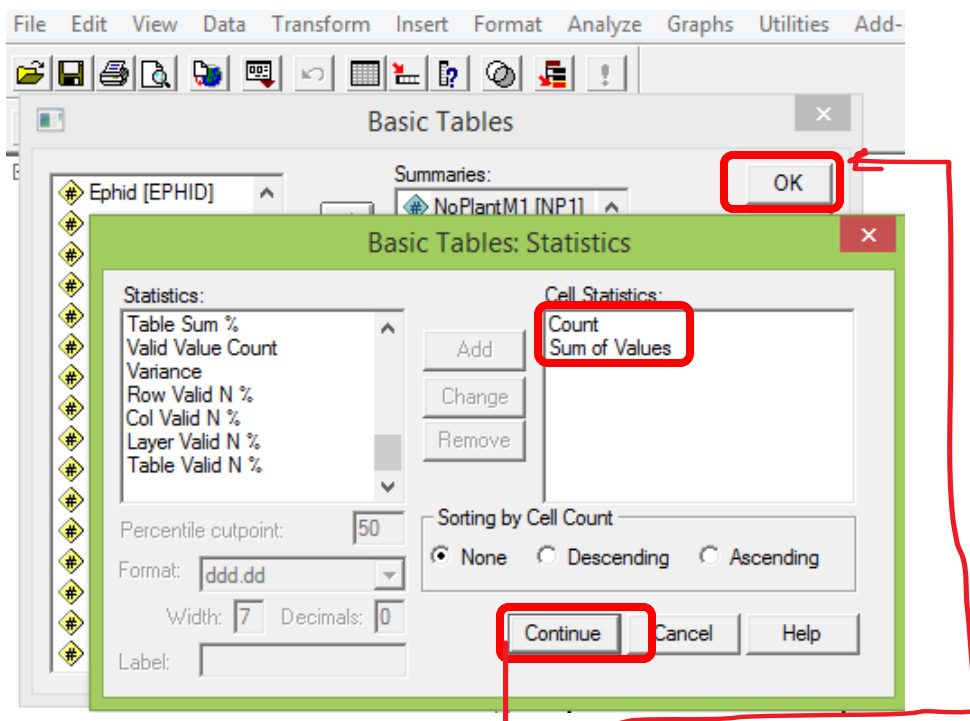 File Edit View Data Transform Insert Format Analyze Graphs Utilities Add-
Basic Tables
Ephid [EPHID]
Summaries:
NoPlantM1 [NP1]
OK
Basic Tables: Statistics
Statistics:
Table Sum %
Valid Value Count
Variance
Row Valid N %
Col Valid N %
Layer Valid N %
Table Valid N %
Add
Change
Remove
Cell Statistics:
Count
Sum of Values
Percentile cutpoint: 50
Format: ddd.dd
Width: 7 Decimals: 0
Label:
Sorting by Cell Count
None Descending Ascending
Continue Cancel Help